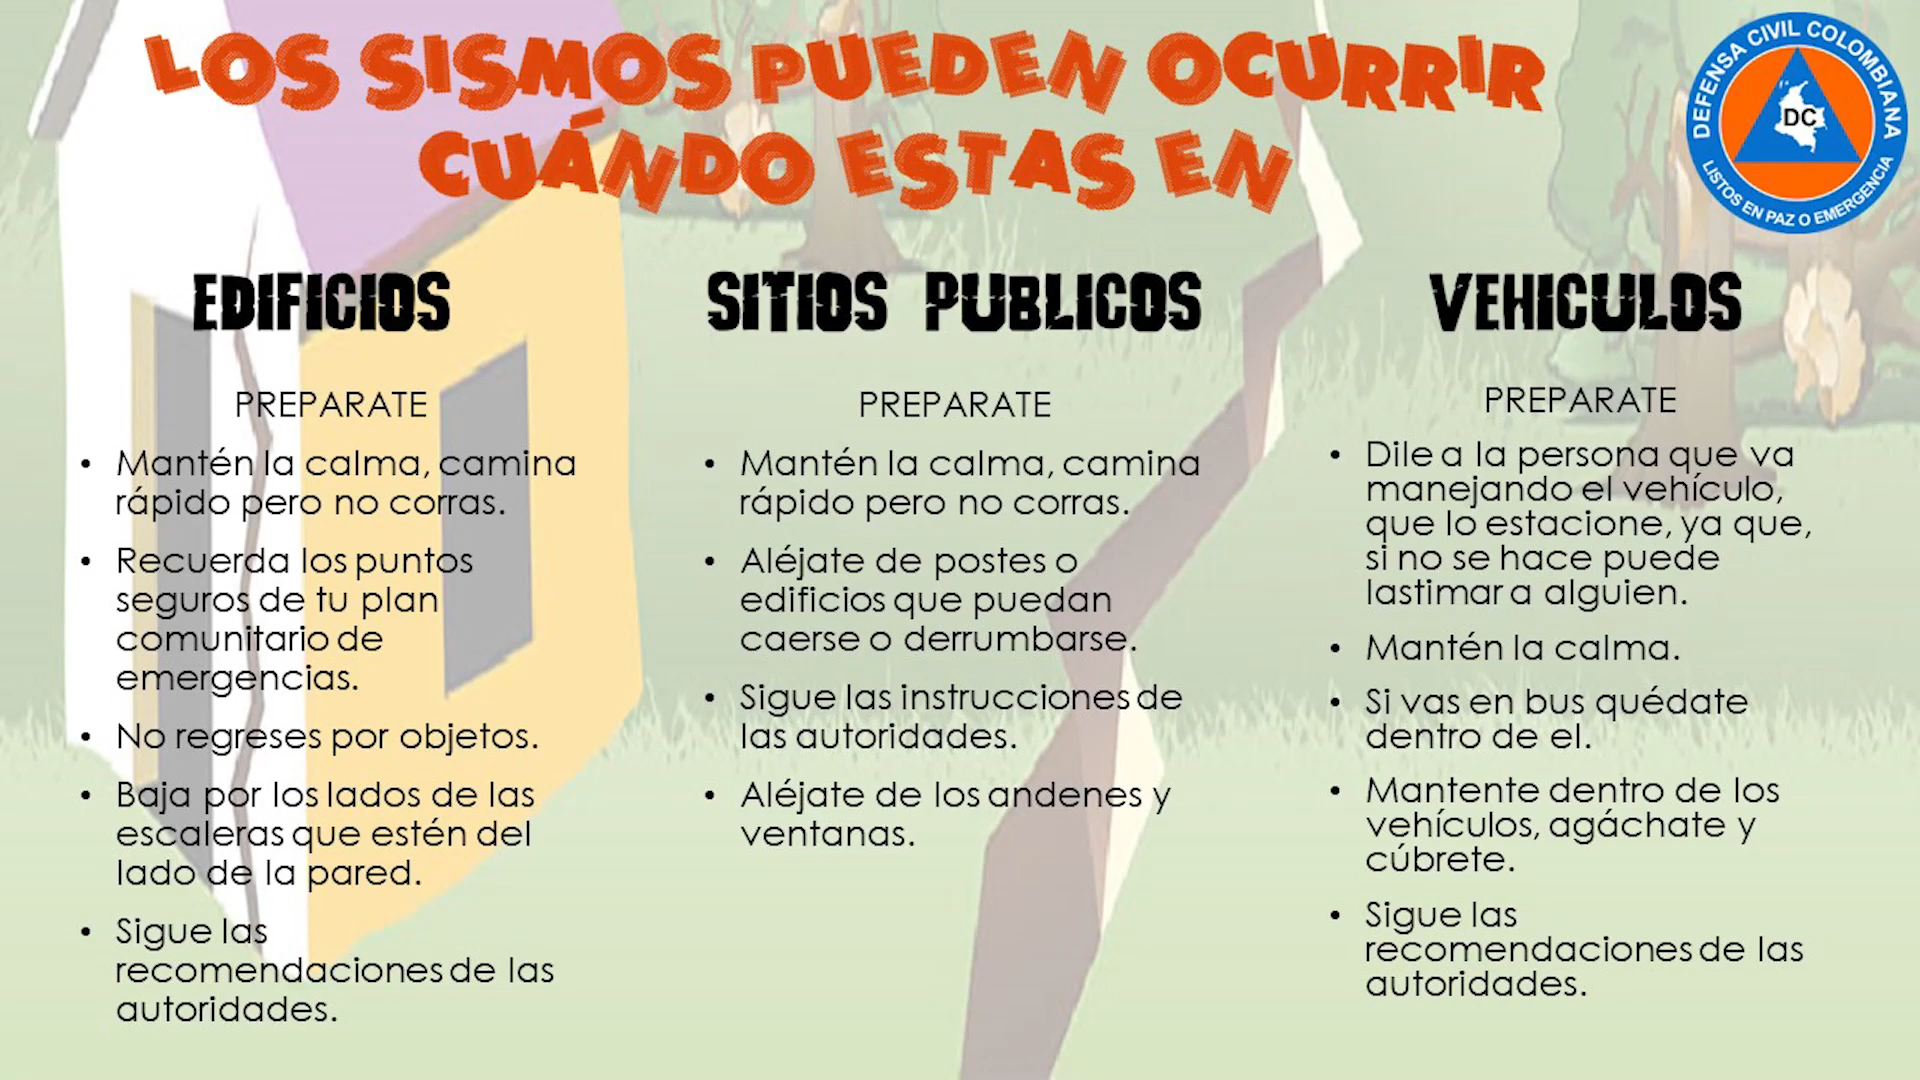 LOS SISMOS PUEDEN OCURRIR
CUÁNDO ESTAS EN
DEFENSA CIVIL COLOMBIANA
DC
LISTOS EN PAZ O EMERGENCIA
EDIFICIOS
PREPARATE
• Mantén la calma, camina
rápido pero no corras.
• Recuerda los puntos
seguros de tu plan
comunitario de
emergencias.
• No regreses por objetos.
• Baja por los lados de las
escaleras que estén del
lado de la pared.
• Sigue las
recomendaciones de las
autoridades.
SITIOS PUBLICOS
PREPARATE
• Mantén la calma, camina
rápido pero no corras.
• Aléjate de postes o
edificios que puedan
caerse o derrumbarse.
• Sigue las instrucciones de
las autoridades.
• Aléjate de los andenes y
ventanas.
VEHICULOS
PREPARATE
• Dile a la persona que va
manejando el vehículo,
que lo estacione, ya que,
si no se hace puede
lastimar a alguien.
• Mantén la calma.
• Si vas en bus quédate
dentro de el.
• Mantente dentro de los
vehículos, agáchate y
cúbrete.
• Sigue las
recomendaciones de las
autoridades.